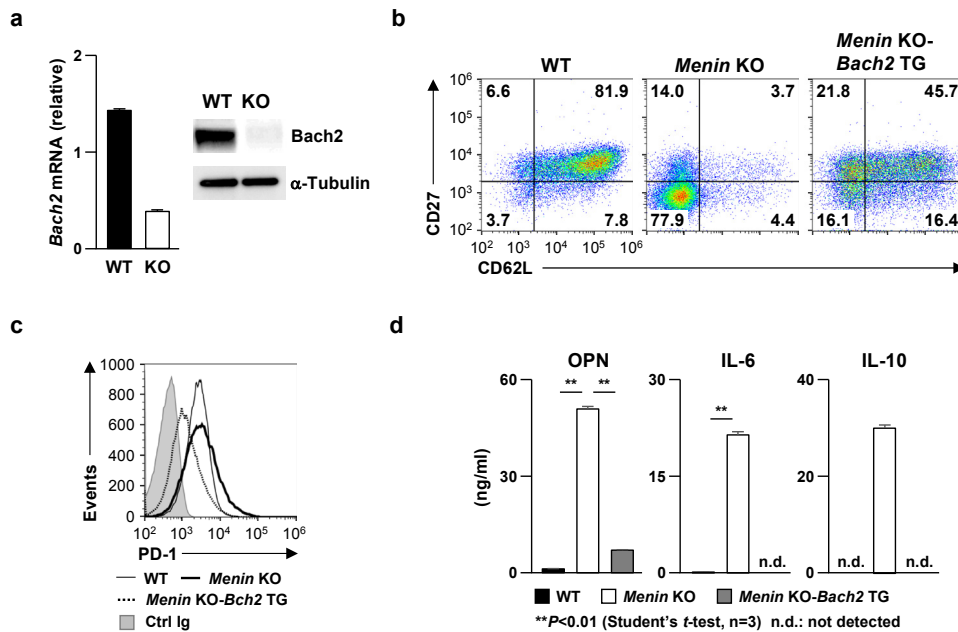 a
2
1
0
Bach2 mRNA (relative)
WT KO
WT KO
Bach2
α-Tubulin
b
WT
Menin KO
Menin KO-
Bach2 TG
10⁶
10⁵
10⁴
10³
10²
CD27
6.6 81.9
3.7 7.8
14.0 3.7
77.9 4.4
21.8 45.7
16.1 16.4
10² 10³ 10⁴ 10⁵ 10⁶
CD62L
c
1000
800
600
400
200
0
Events
10² 10³ 10⁴ 10⁵ 10⁶
PD-1
WT Menin KO
Menin KO-Bch2 TG
Ctrl Ig
d
OPN
IL-6
IL-10
(ng/ml)
60
30
0
** **
30
15
0
**
n.d.
40
20
0
n.d. n.d.
WT Menin KO Menin KO-Bach2 TG
**P<0.01 (Student's t-test, n=3) n.d.: not detected